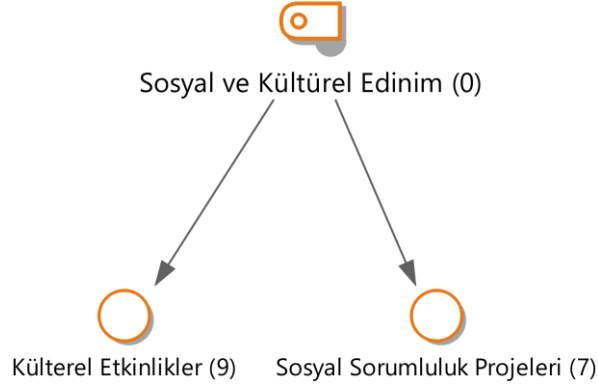 Sosyal ve Kültürel Edinim (0)
Külterel Etkinlikler (9)
Sosyal Sorumluluk Projeleri (7)